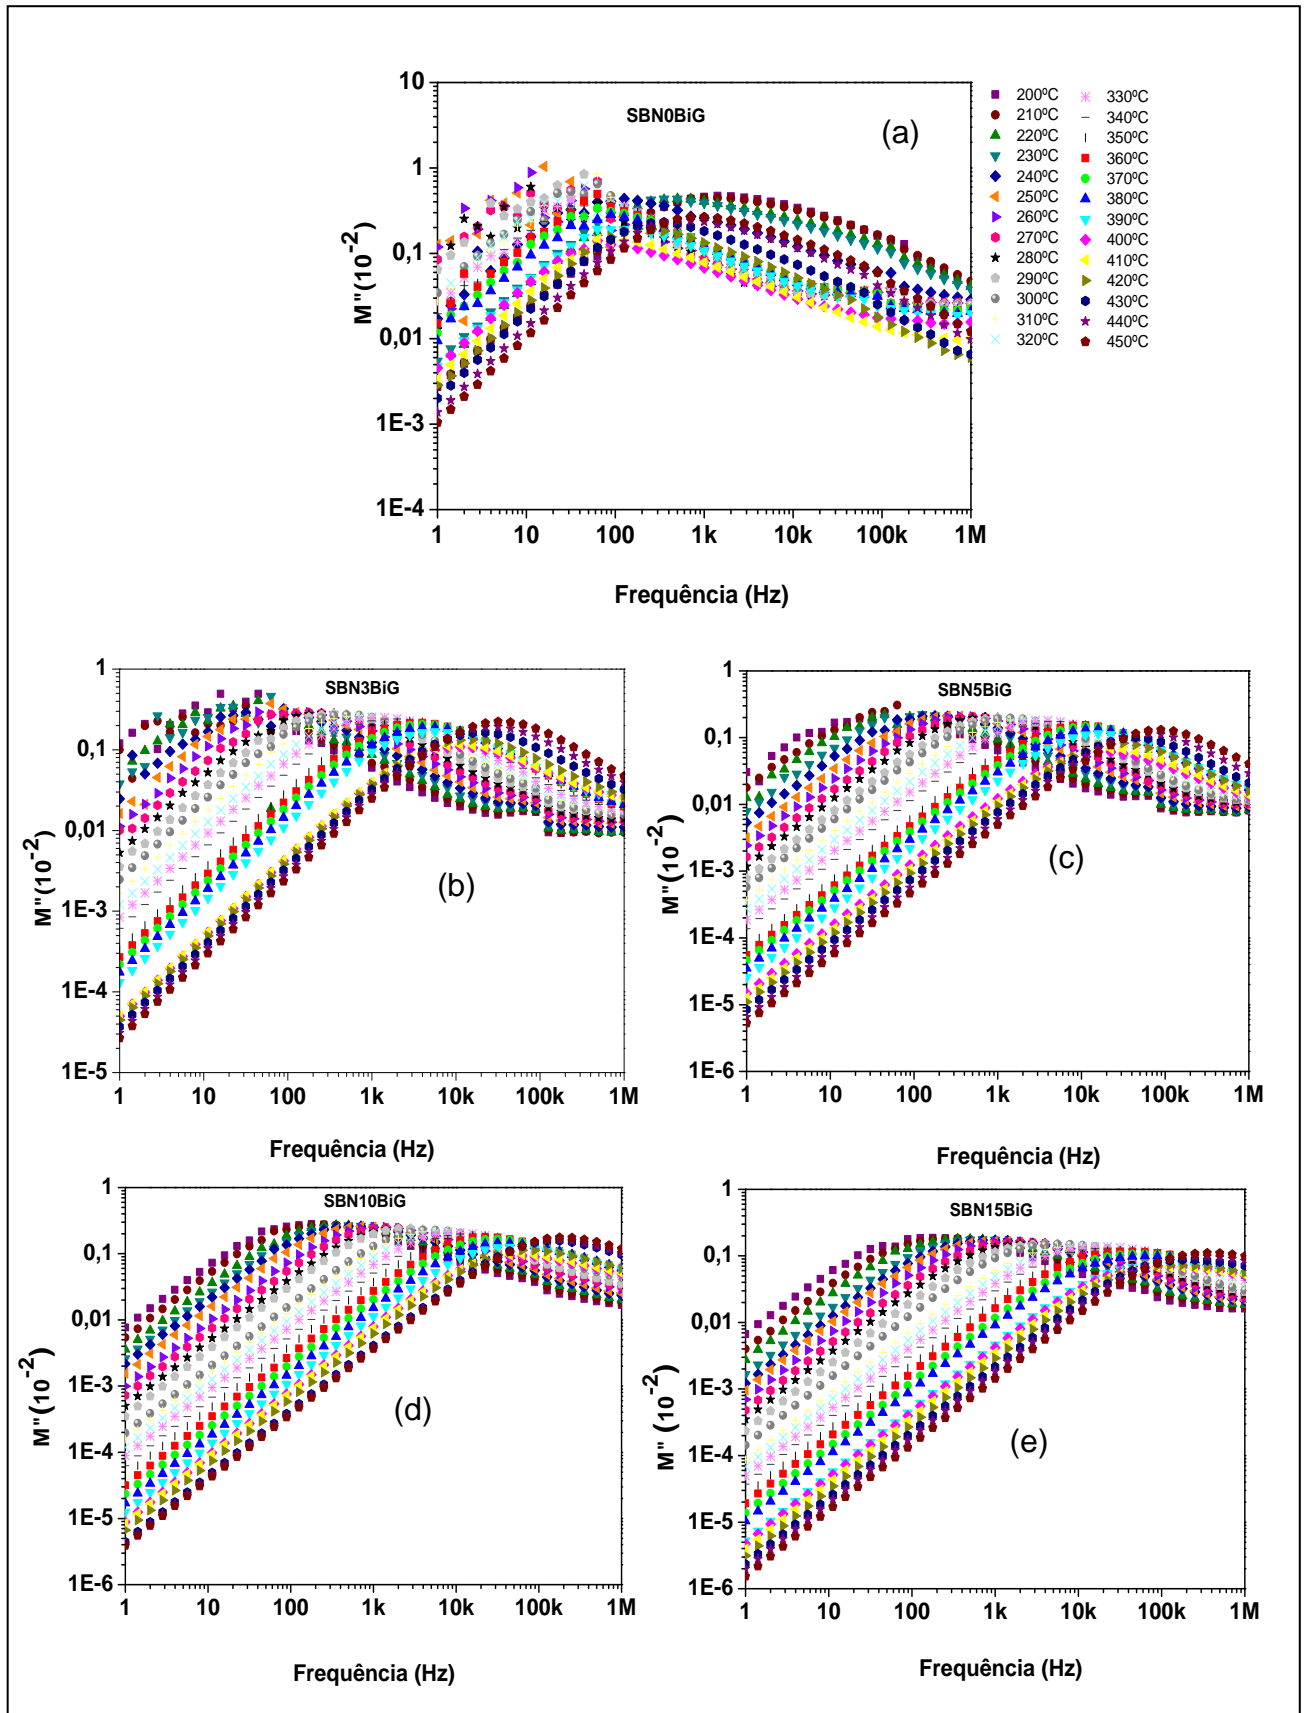 10
1
0,1
0,01
1E-3
1E-4
M"(10⁻²)
SBN0BiG
(a)
1 10 100 1k 10k 100k 1M
Frequência (Hz)
200ºC 330ºC
210ºC 340ºC
220ºC 350ºC
230ºC 360ºC
240ºC 370ºC
250ºC 380ºC
260ºC 390ºC
270ºC 400ºC
280ºC 410ºC
290ºC 420ºC
300ºC 430ºC
310ºC 440ºC
320ºC 450ºC
1
0,1
0,01
1E-3
1E-4
1E-5
M"(10⁻²)
SBN3BiG
(b)
1 10 100 1k 10k 100k 1M
Frequência (Hz)
1
0,1
0,01
1E-3
1E-4
1E-5
1E-6
M"(10⁻²)
SBN5BiG
(c)
1 10 100 1k 10k 100k 1M
Frequência (Hz)
1
0,1
0,01
1E-3
1E-4
1E-5
1E-6
M" (10⁻²)
SBN10BiG
(d)
1 10 100 1k 10k 100k 1M
Frequência (Hz)
1
0,1
0,01
1E-3
1E-4
1E-5
1E-6
M" (10⁻²)
SBN15BiG
(e)
1 10 100 1k 10k 100k 1M
Frequência (Hz)